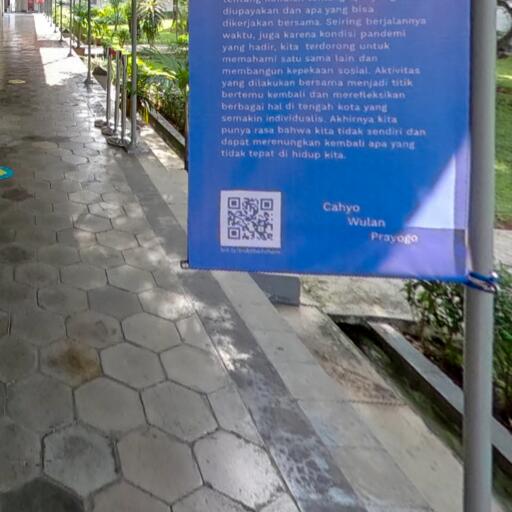 diupayakan dan apa yang bisa
dikerjakan bersama. Seiring berjalannya
waktu, juga karena kondisi pandemi
yang hadir, kita terdorong untuk
memahami satu sama lain dan
membangun kepekaan sosial. Aktivitas
yang dilakukan bersama menjadi titik
bertemu kembali dan merefleksikan
berbagai hal di tengah kota yang
semakin individualis. Akhirnya kita
punya rasa bahwa kita tidak sendiri dan
dapat merenungkan kembali apa yang
tidak tepat di hidup kita.
Cahyo
Wulan
Prayogo